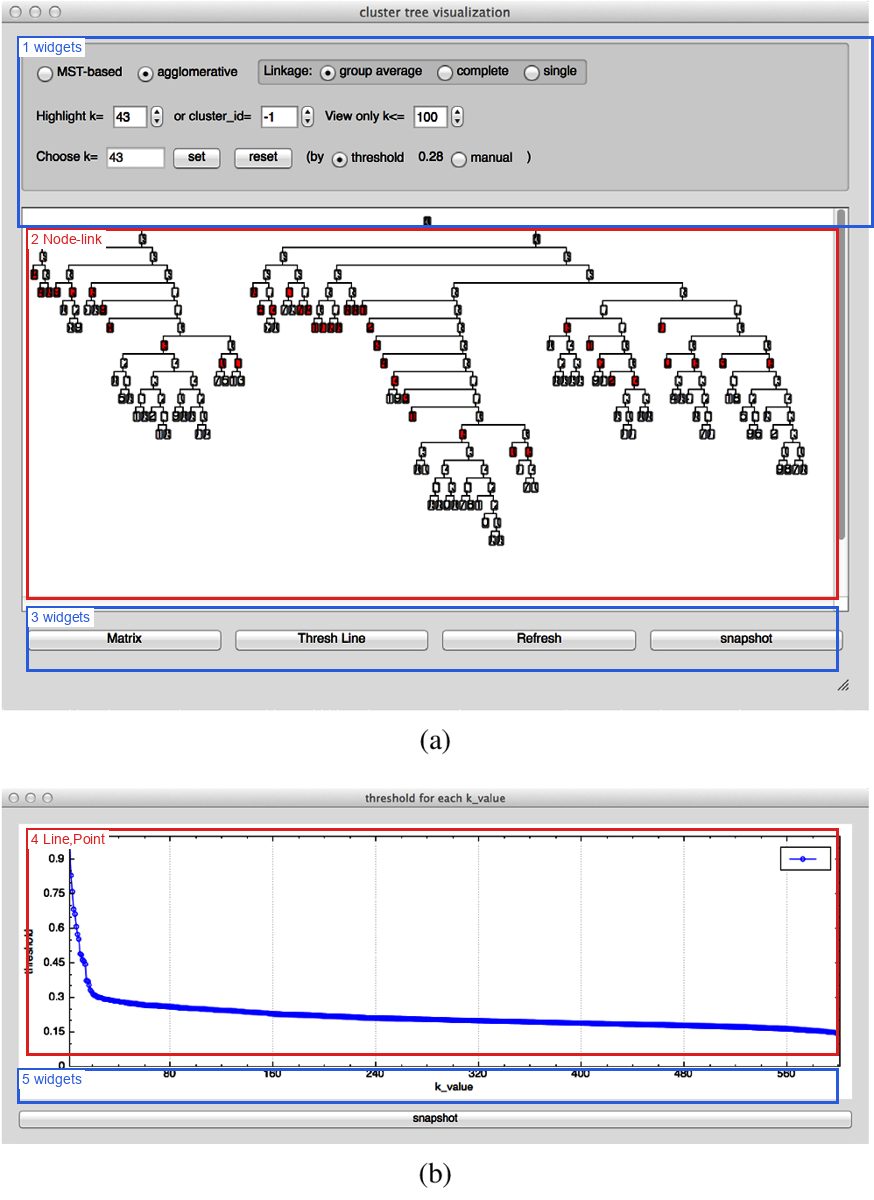 cluster tree visualization
1 widgets
MST-based agglomerative Linkage: group average complete single
Highlight k= 43 or cluster_id= -1 View only k<= 100
Choose k= 43 set reset (by threshold 0.28 manual )
2 Node-link
3 widgets
Matrix Thresh Line Refresh snapshot
(a)
threshold for each k_value
4 Line,Point
0.9
0.75
0.6
0.45
threshold
0.3
0.15
0
80 160 240 320 400 480 560
5 widgets
k_value
snapshot
(b)